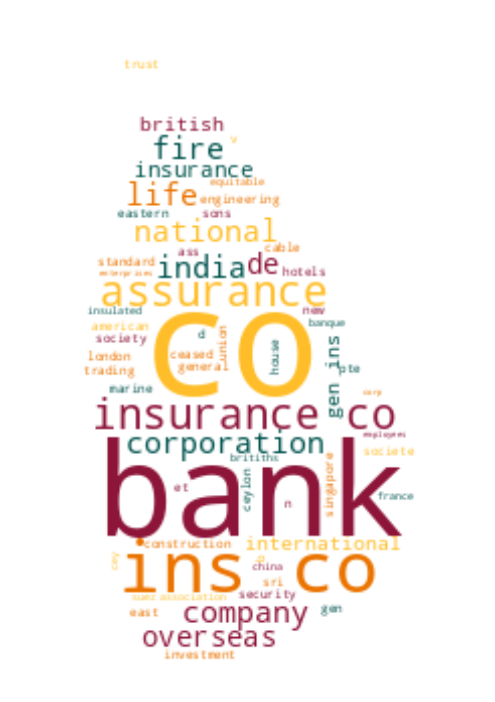 trust
british
v
fire
insurance
equitable
life
engineering
eastern
sons
national
ass
cable
standard
india
de
hotels
enterprises
assurance
insulated
new
american
co
banque
society
d
union
house
gen ins
london
ceased
trading
general
pte
marine
corp
insurance co
employees
corporation
societe
bank
britiths
ceylon
singapore
et
n
france
construction
international
cey
ins co
china
sri
suez
association
security
east
company
gen
overseas
investment